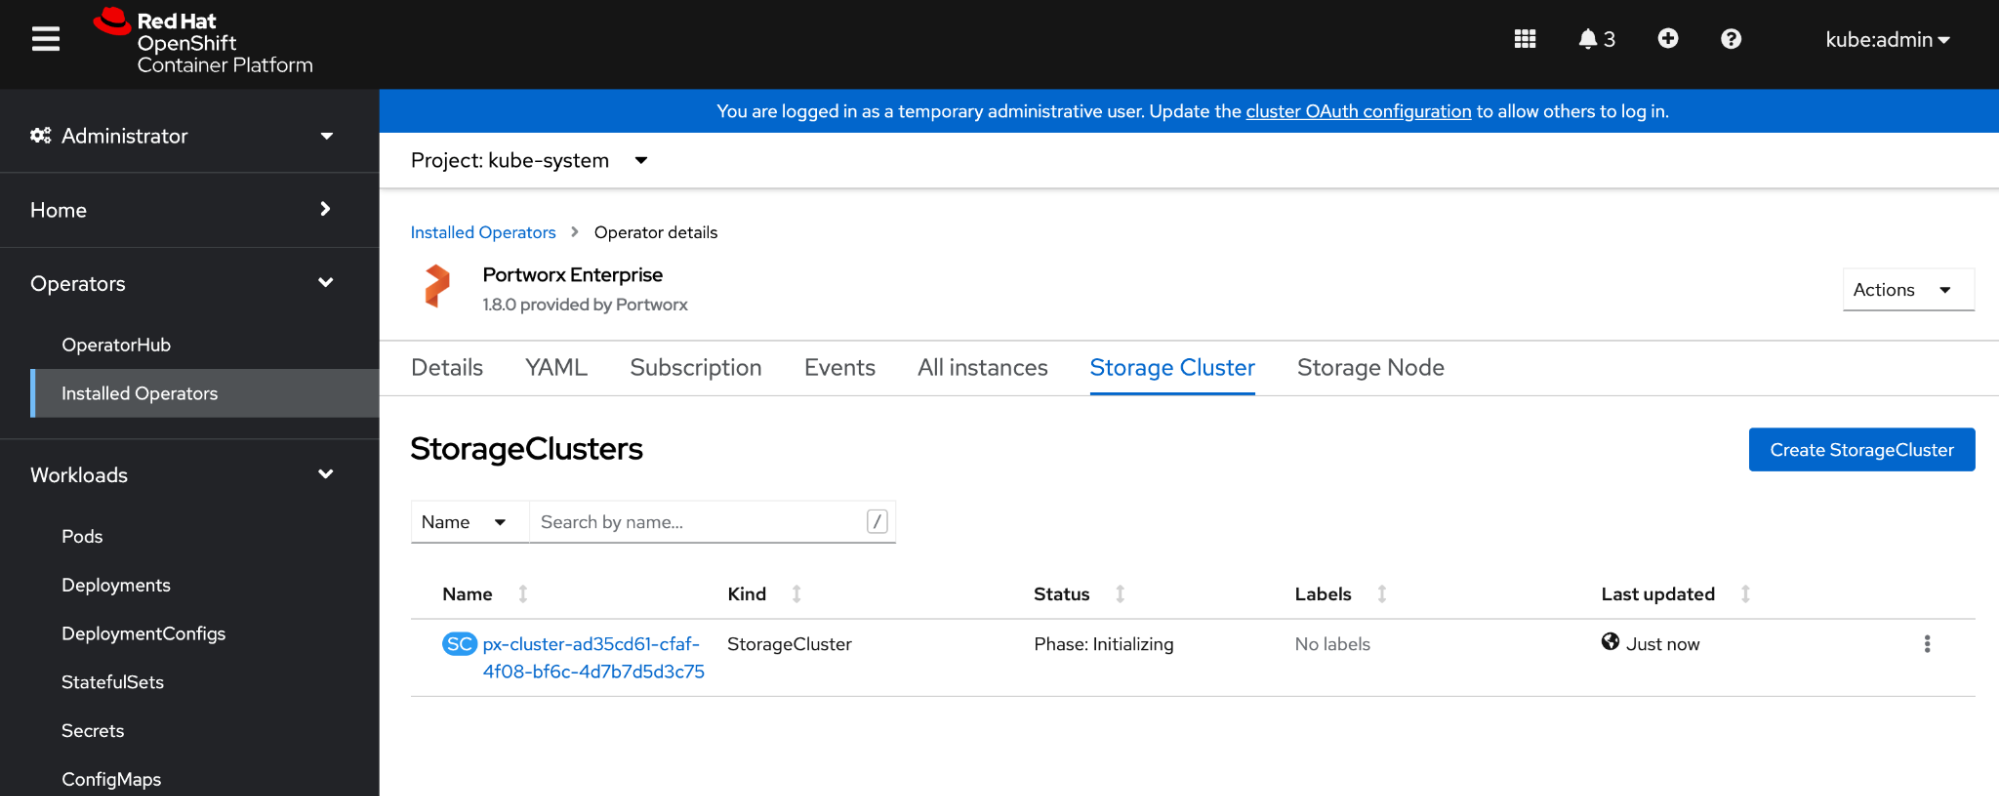 Red Hat
OpenShift
Container Platform
3
kube:admin
You are logged in as a temporary administrative user. Update the cluster OAuth configuration to allow others to log in.
Administrator
Home
Operators
OperatorHub
Installed Operators
Workloads
Pods
Deployments
DeploymentConfigs
StatefulSets
Secrets
ConfigMaps
Project: kube-system
Installed Operators > Operator details
Portworx Enterprise
1.8.0 provided by Portworx
Actions
Details YAML Subscription Events All instances Storage Cluster Storage Node
StorageClusters
Create StorageCluster
Name Search by name... /
Name Kind Status Labels Last updated
SC px-cluster-ad35cd61-cfaf- StorageCluster Phase: Initializing No labels Just now
4f08-bf6c-4d7b7d5d3c75